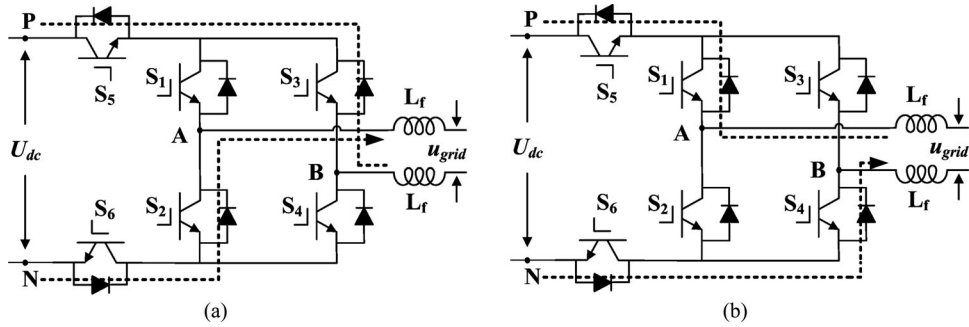 P
S5
S1
S3
Lf
A
Udc
ugrid
B
Lf
S6
S2
S4
N
(a)
P
S5
S1
S3
Lf
A
Udc
ugrid
B
Lf
S6
S2
S4
N
(b)